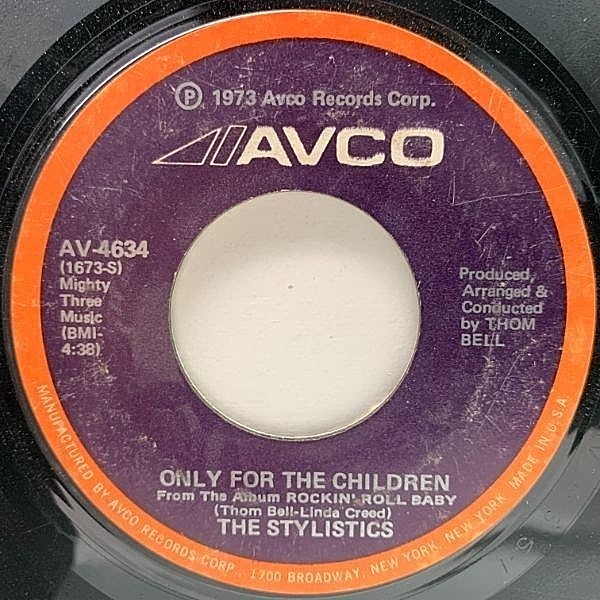 Ⓟ 1973 Avco Records Corp.
AVCO
AV-4634
(1673-S)
Mighty
Three
Music
(BMI-
4:38)
Produced,
Arranged &
Conducted
by THOM
BELL
ONLY FOR THE CHILDREN
From The Album ROCKIN' ROLL BABY
(Thom Bell-Linda Creed)
THE STYLISTICS
MANUFACTURED BY AVCO RECORDS CORP., 1700 BROADWAY, NEW YORK, NEW YORK. MADE IN U.S.A.